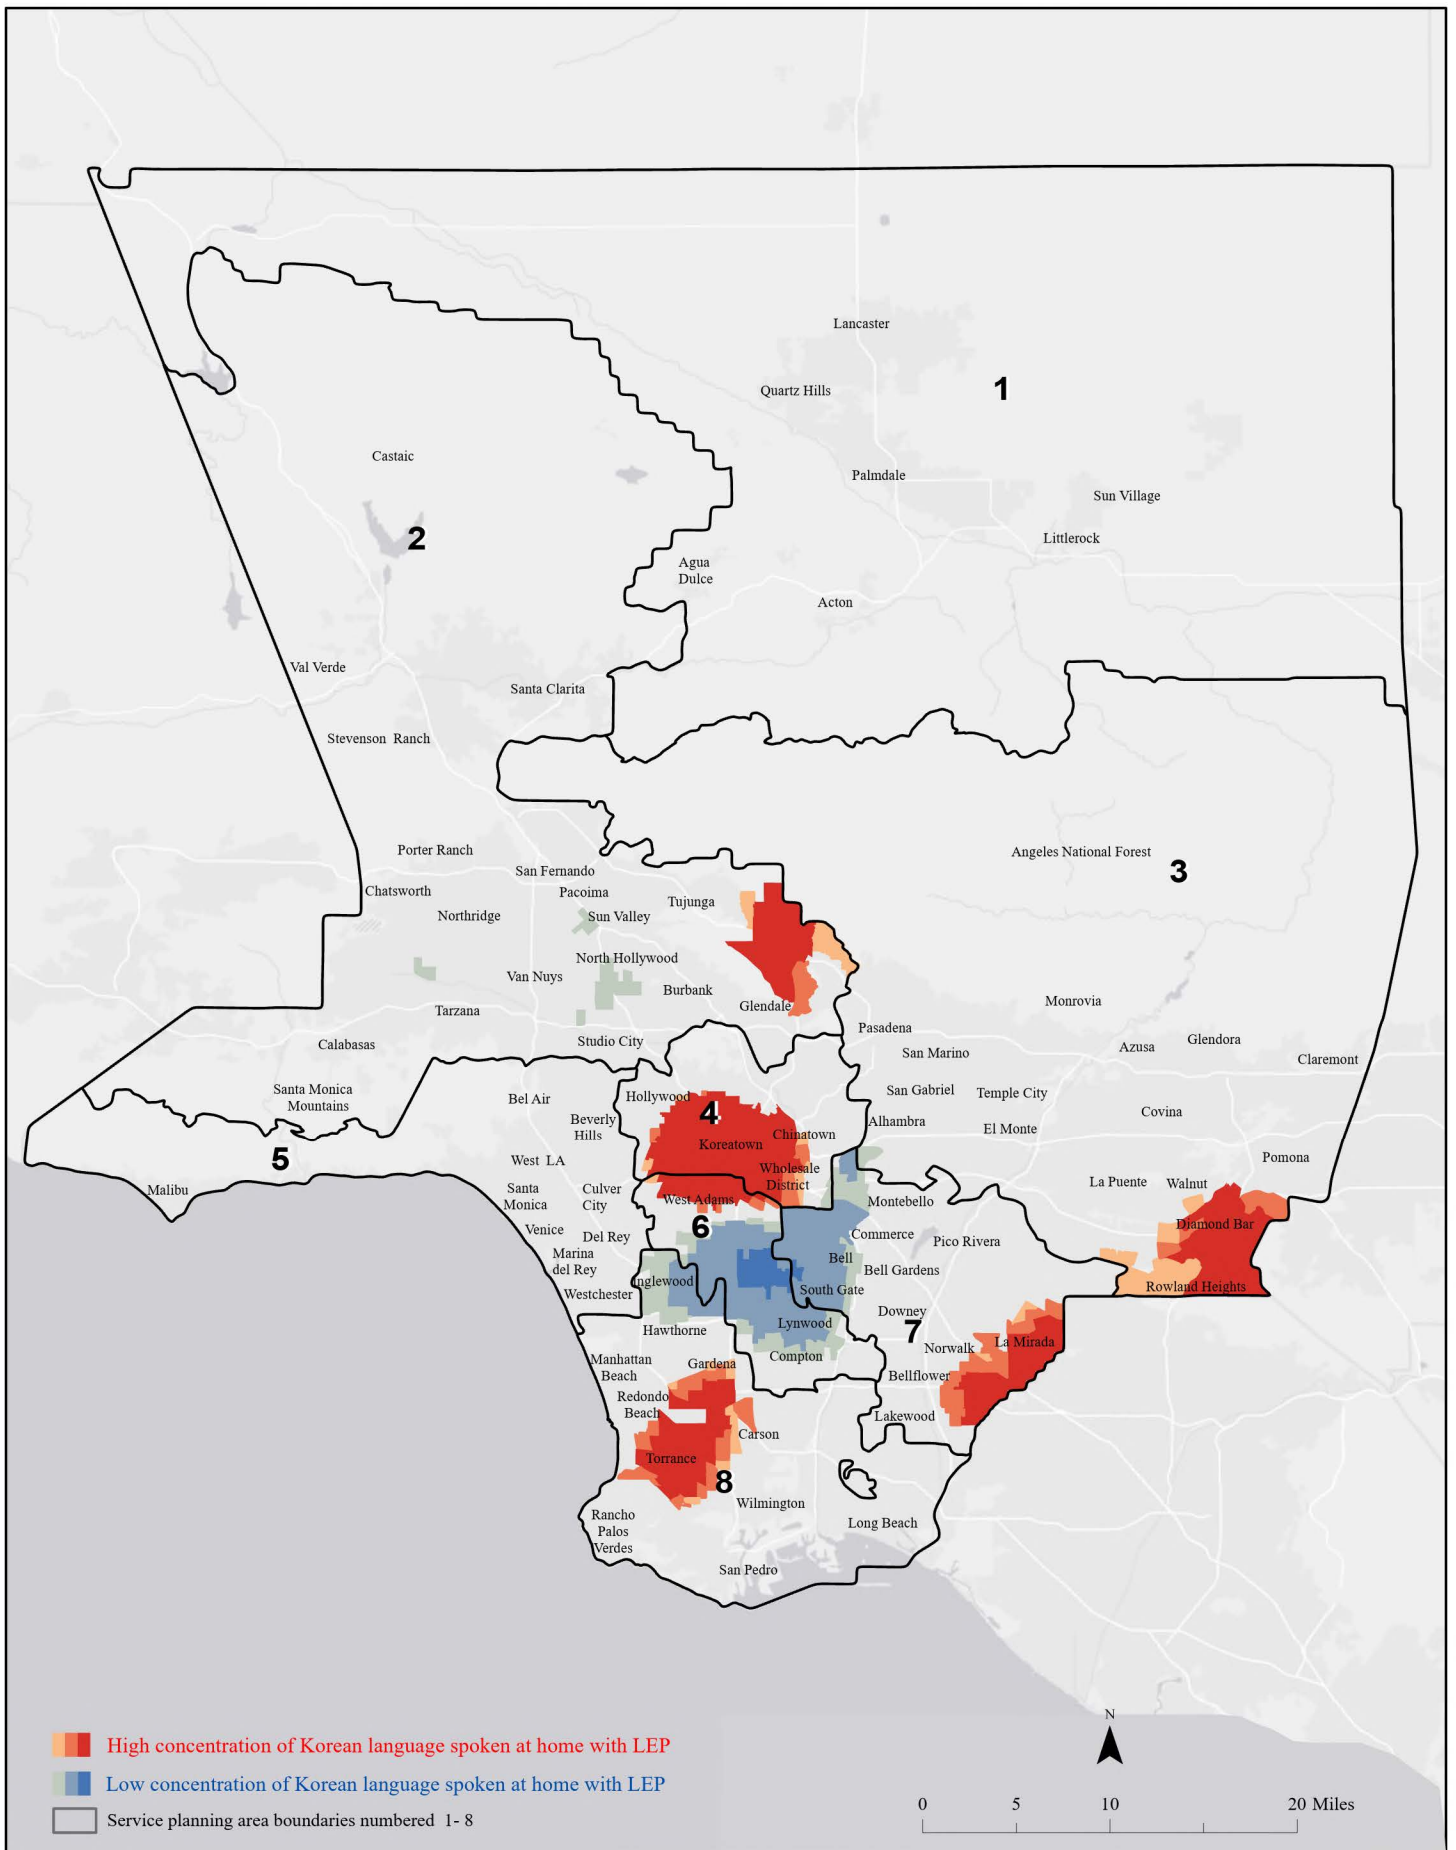 Lancaster
1
Quartz Hills
Castaic
Palmdale
Sun Village
2
Littlerock
Agua
Dulce
Acton
Val Verde
Santa Clarita
Stevenson Ranch
Porter Ranch
Angeles National Forest
3
San Fernando
Chatsworth
Pacoima
Tujunga
Northridge
Sun Valley
North Hollywood
Van Nuys
Burbank
Glendale
Monrovia
Tarzana
Pasadena
Studio City
Glendora
Calabasas
San Marino
Azusa
Claremont
Santa Monica
Mountains
Bel Air
Hollywood
San Gabriel
Temple City
4
Covina
Beverly
Hills
Alhambra
Chinatown
El Monte
Koreatown
5
West LA
Wholesale
District
Pomona
Malibu
Santa
Monica
Culver
City
La Puente
Walnut
West Adams
Montebello
Venice
6
Diamond Bar
Del Rey
Commerce
Pico Rivera
Marina
del Rey
Bell
Bell Gardens
Inglewood
South Gate
Rowland Heights
Westchester
Downey
Lynwood
7
Hawthorne
La Mirada
Norwalk
Compton
Manhattan
Beach
Gardena
Bellflower
Redondo
Beach
Lakewood
Carson
Torrance
8
Wilmington
Rancho
Palos
Verdes
Long Beach
San Pedro
N
High concentration of Korean language spoken at home with LEP
Low concentration of Korean language spoken at home with LEP
Service planning area boundaries numbered 1- 8
0 5 10 20 Miles